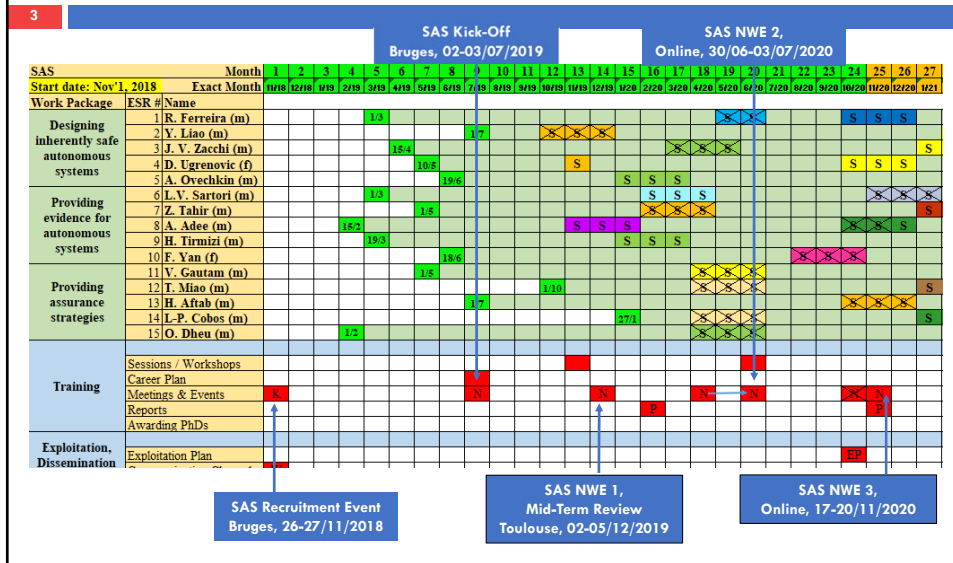 3
SAS Kick-Off
Bruges, 02-03/07/2019
SAS NWE 2,
Online, 30/06-03/07/2020
SAS Month 1 2 3 4 5 6 7 8 9 10 11 12 13 14 15 16 17 18 19 20 21 22 23 24 25 26 27
Start date: Nov'1, 2018 Exact Month 11/18 12/18 1/19 2/19 3/19 4/19 5/19 6/19 7/19 8/19 9/19 10/19 11/19 12/19 1/20 2/20 3/20 4/20 5/20 6/20 7/20 8/20 9/20 10/20 11/20 12/20 1/21
Work Package ESR # Name
Designing inherently safe autonomous systems
1 R. Ferreira (m) 1/3 S S S S S
2 Y. Liao (m) 1/7 S S S
3 J. V. Zacchi (m) 15/4 S S S S
4 D. Ugrenovic (f) 10/5 S S S S
5 A. Ovechkin (m) 19/6 S S S
Providing evidence for autonomous systems
6 L.V. Sartori (m) 1/3 S S S S S S
7 Z. Tahir (m) 1/5 S S S S
8 A. Adee (m) 15/2 S S S S S S
9 H. Tirmizi (m) 19/3 S S S
10 F. Yan (f) 18/6 S S S
Providing assurance strategies
11 V. Gautam (m) 1/5 S S S
12 T. Miao (m) 1/10 S S S S
13 H. Aftab (m) 1/7 S S S
14 L-P. Cobos (m) 27/1 S S S S
15 O. Dheu (m) 1/2 S S S
Training
Sessions / Workshops
Career Plan
Meetings & Events K N N N N N N
Reports P P
Awarding PhDs
Exploitation, Dissemination
Exploitation Plan EP
SAS Recruitment Event
Bruges, 26-27/11/2018
SAS NWE 1,
Mid-Term Review
Toulouse, 02-05/12/2019
SAS NWE 3,
Online, 17-20/11/2020